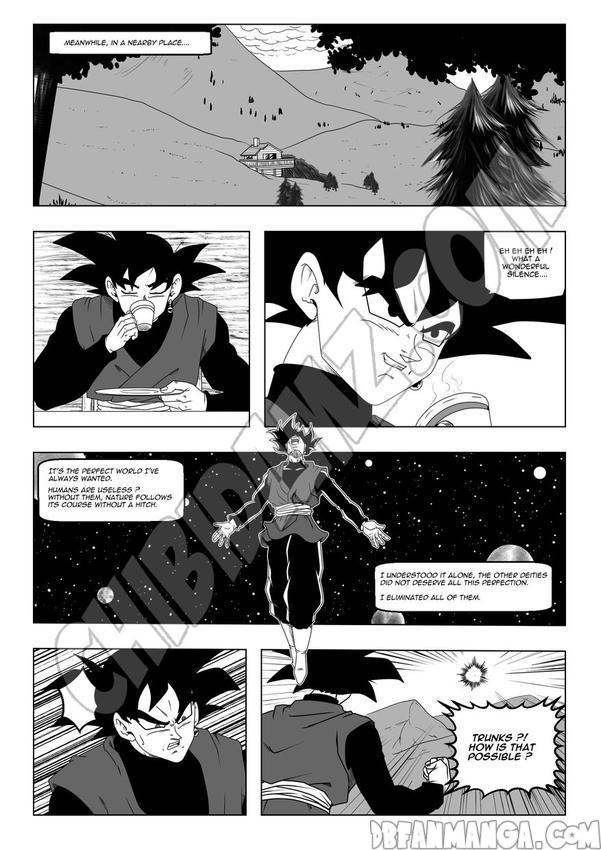 MEANWHILE, IN A NEARBY PLACE....
EH EH EH EH !
WHAT A
WONDERFUL
SILENCE....
IT'S THE PERFECT WORLD I'VE
ALWAYS WANTED.
HUMANS ARE USELESS ?
WITHOUT THEM, NATURE FOLLOWS
ITS COURSE WITHOUT A HITCH.
I UNDERSTOOD IT ALONE, THE OTHER DEITIES
DID NOT DESERVE ALL THIS PERFECTION.
I ELIMINATED ALL OF THEM.
TRUNKS ?!
HOW IS THAT
POSSIBLE ?
DBFANMANGA.COM